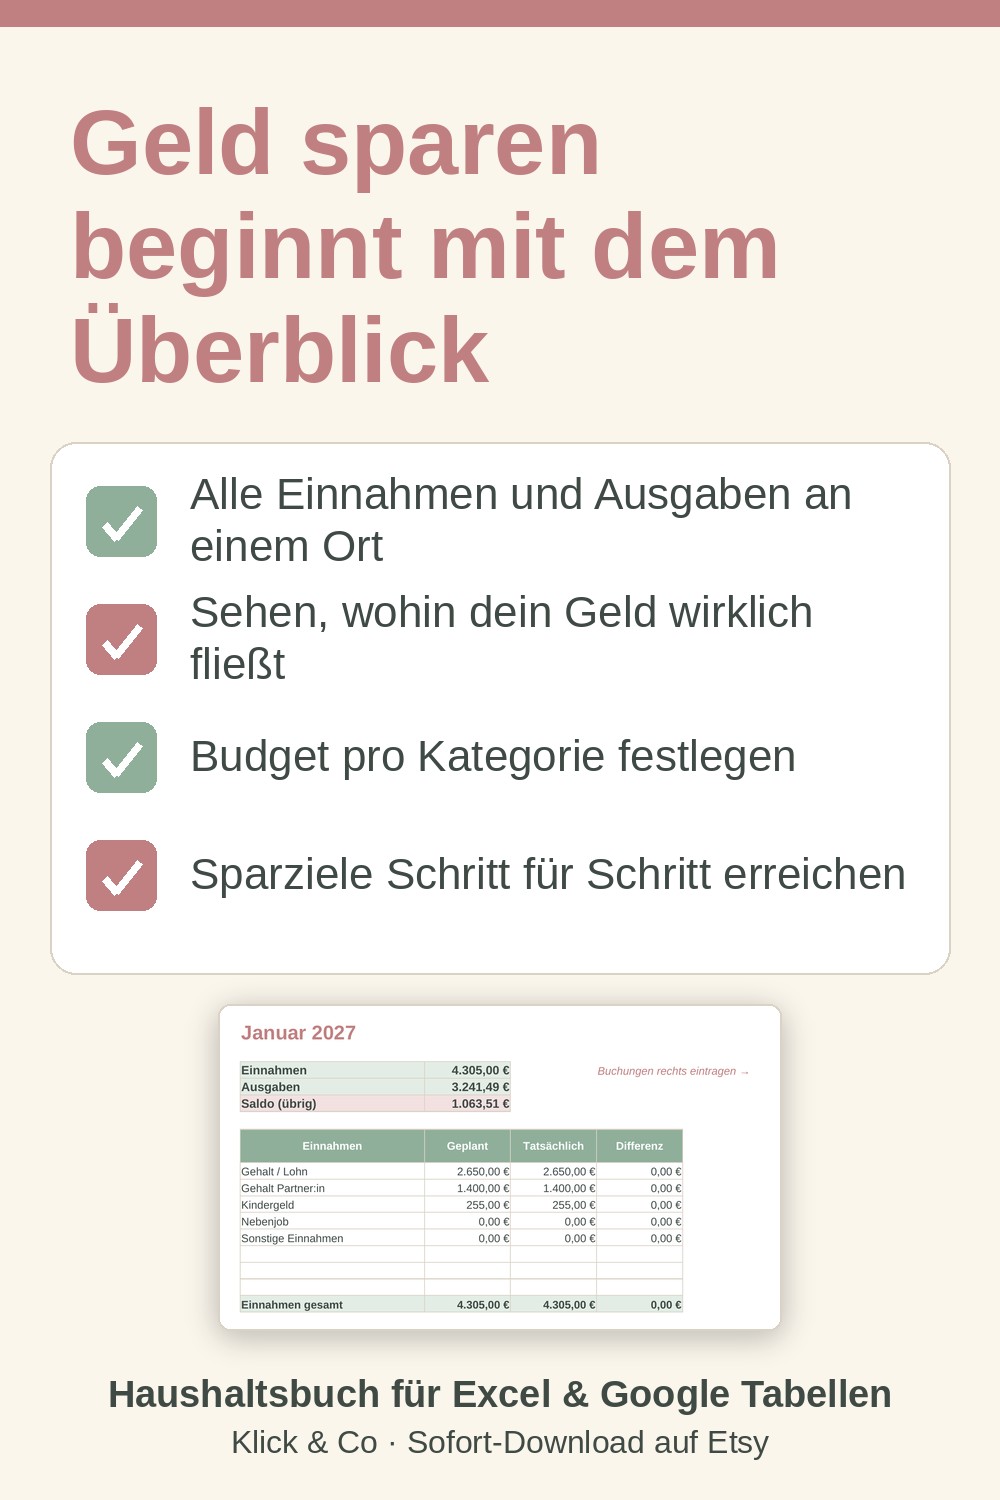 Geld sparen
beginnt mit dem
Überblick
Alle Einnahmen und Ausgaben an
einem Ort
Sehen, wohin dein Geld wirklich
fließt
Budget pro Kategorie festlegen
Sparziele Schritt für Schritt erreichen
Januar 2027
Einnahmen 4.305,00 € Buchungen rechts eintragen →
Ausgaben 3.241,49 €
Saldo (übrig) 1.063,51 €
Einnahmen Geplant Tatsächlich Differenz
Gehalt / Lohn 2.650,00 € 2.650,00 € 0,00 €
Gehalt Partner:in 1.400,00 € 1.400,00 € 0,00 €
Kindergeld 255,00 € 255,00 € 0,00 €
Nebenjob 0,00 € 0,00 € 0,00 €
Sonstige Einnahmen 0,00 € 0,00 € 0,00 €
Einnahmen gesamt 4.305,00 € 4.305,00 € 0,00 €
Haushaltsbuch für Excel & Google Tabellen
Klick & Co · Sofort-Download auf Etsy